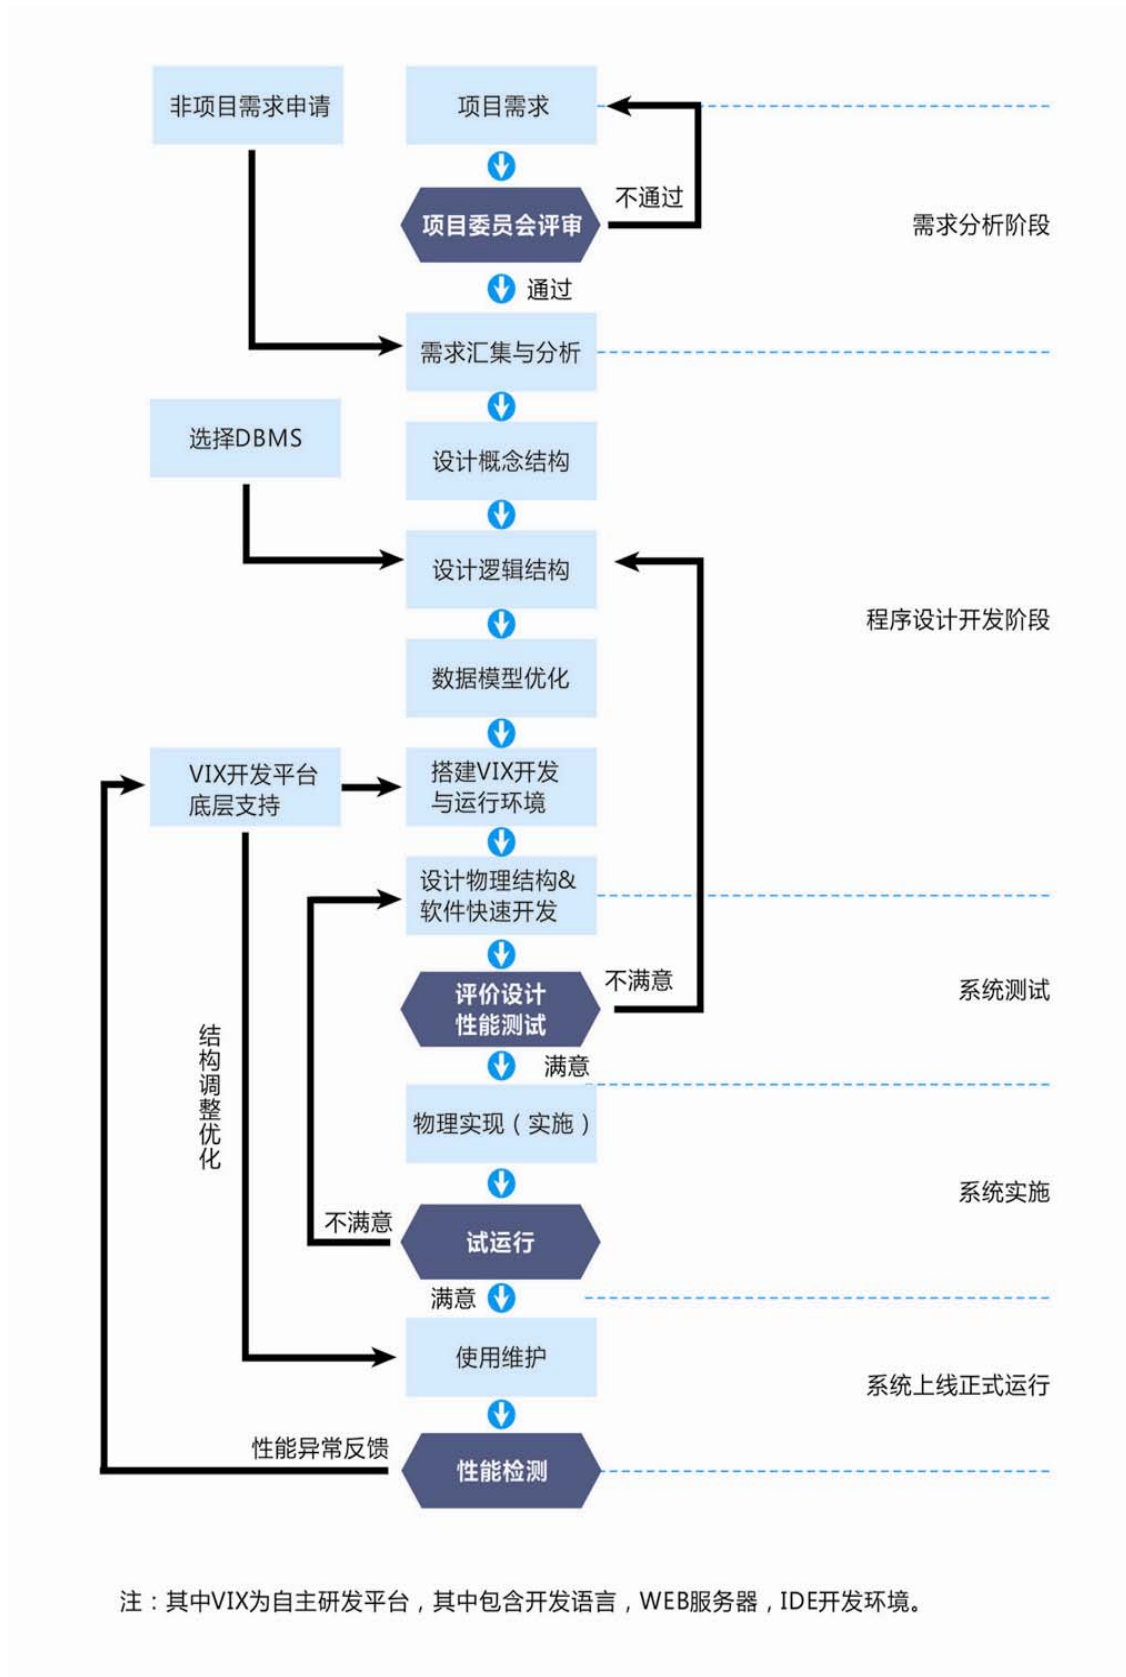 非项目需求申请
项目需求
不通过
项目委员会评审
需求分析阶段
通过
需求汇集与分析
选择DBMS
设计概念结构
设计逻辑结构
程序设计开发阶段
数据模型优化
VIX开发平台
底层支持
搭建VIX开发
与运行环境
设计物理结构&
软件快速开发
不满意
评价设计
性能测试
系统测试
结构调整优化
满意
物理实现（实施）
系统实施
不满意
试运行
满意
使用维护
系统上线正式运行
性能异常反馈
性能检测
注：其中VIX为自主研发平台，其中包含开发语言，WEB服务器，IDE开发环境。